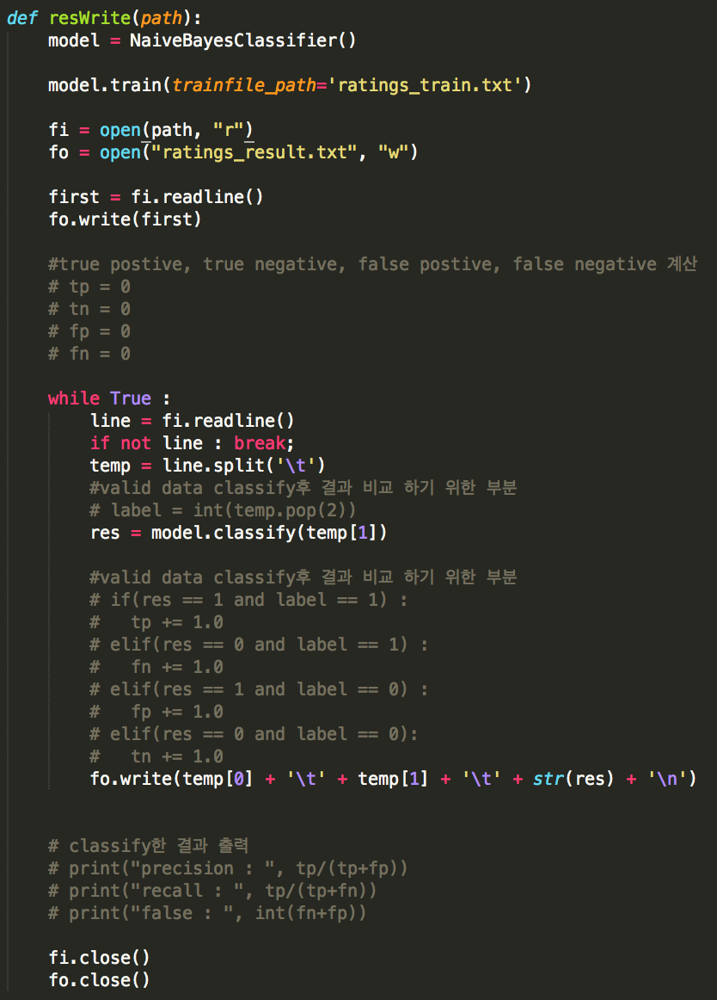 def resWrite(path):
    model = NaiveBayesClassifier()

    model.train(trainfile_path='ratings_train.txt')

    fi = open(path, "r")
    fo = open("ratings_result.txt", "w")

    first = fi.readline()
    fo.write(first)

    #true postive, true negative, false postive, false negative 계산
    # tp = 0
    # tn = 0
    # fp = 0
    # fn = 0

    while True :
        line = fi.readline()
        if not line : break;
        temp = line.split('\t')
        #valid data classify후 결과 비교 하기 위한 부분
        # label = int(temp.pop(2))
        res = model.classify(temp[1])

        #valid data classify후 결과 비교 하기 위한 부분
        # if(res == 1 and label == 1) :
        #   tp += 1.0
        # elif(res == 0 and label == 1) :
        #   fn += 1.0
        # elif(res == 1 and label == 0) :
        #   fp += 1.0
        # elif(res == 0 and label == 0):
        #   tn += 1.0
        fo.write(temp[0] + '\t' + temp[1] + '\t' + str(res) + '\n')


    # classify한 결과 출력
    # print("precision : ", tp/(tp+fp))
    # print("recall : ", tp/(tp+fn))
    # print("false : ", int(fn+fp))

    fi.close()
    fo.close()